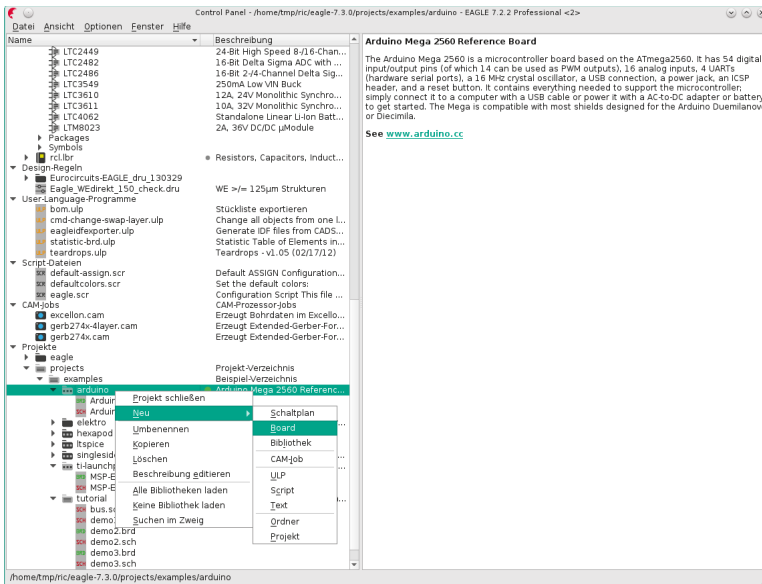 Control Panel - /home/tmp/ric/eagle-7.3.0/projects/examples/arduino - EAGLE 7.2.2 Professional <2>
Datei Ansicht Optionen Fenster Hilfe
Name Beschreibung
LTC2449 24-Bit High Speed 8-/16-Chan...
LTC2482 16-Bit Delta Sigma ADC with ...
LTC2486 16-Bit 2-/4-Channel Delta Sig...
LTC3549 250mA Low VIN Buck
LTC3610 12A, 24V Monolithic Synchro...
LTC3611 10A, 32V Monolithic Synchro...
LTC4062 Standalone Linear Li-Ion Batt...
LTM8023 2A, 36V DC/DC µModule
Packages
Symbols
rcl.lbr Resistors, Capacitors, Induct...
Design-Regeln
Eurocircuits-EAGLE_dru_130329
Eagle_WEdirekt_150_check.dru WE >/= 125µm Strukturen
User-Language-Programme
bom.ulp Stückliste exportieren
cmd-change-swap-layer.ulp Change all objects from one l...
eagleidfexporter.ulp Generate IDF files from CADS...
statistic-brd.ulp Statistic Table of Elements in...
teardrops.ulp Teardrops - v1.05 (02/17/12)
Script-Dateien
default-assign.scr Default ASSIGN Configuration...
defaultcolors.scr Set the default colors:
eagle.scr Configuration Script This file ...
CAM-Jobs CAM-Prozessor-Jobs
excellon.cam Erzeugt Bohrdaten im Excello...
gerb274x-4layer.cam Erzeugt Extended-Gerber-For...
gerb274x.cam Erzeugt Extended-Gerber-For...
Projekte
eagle
projects Projekt-Verzeichnis
examples Beispiel-Verzeichnis
arduino Arduino Mega 2560 Referenc...
Arduin
Arduin
elektro
hexapod
ltspice
singlesid
ti-launchp
MSP-E
MSP-E
tutorial
bus.sc
demo
demo2.brd
demo2.sch
demo3.brd
demo3.sch
Projekt schließen
Neu
Umbenennen
Kopieren
Löschen
Beschreibung editieren
Alle Bibliotheken laden
Keine Bibliothek laden
Suchen im Zweig
Schaltplan
Board
Bibliothek
CAM-Job
ULP
Script
Text
Ordner
Projekt
Arduino Mega 2560 Reference Board
The Arduino Mega 2560 is a microcontroller board based on the ATmega2560. It has 54 digital
input/output pins (of which 14 can be used as PWM outputs), 16 analog inputs, 4 UARTs
(hardware serial ports), a 16 MHz crystal oscillator, a USB connection, a power jack, an ICSP
header, and a reset button. It contains everything needed to support the microcontroller;
simply connect it to a computer with a USB cable or power it with a AC-to-DC adapter or battery
to get started. The Mega is compatible with most shields designed for the Arduino Duemilanove
or Diecimila.
See www.arduino.cc
/home/tmp/ric/eagle-7.3.0/projects/examples/arduino